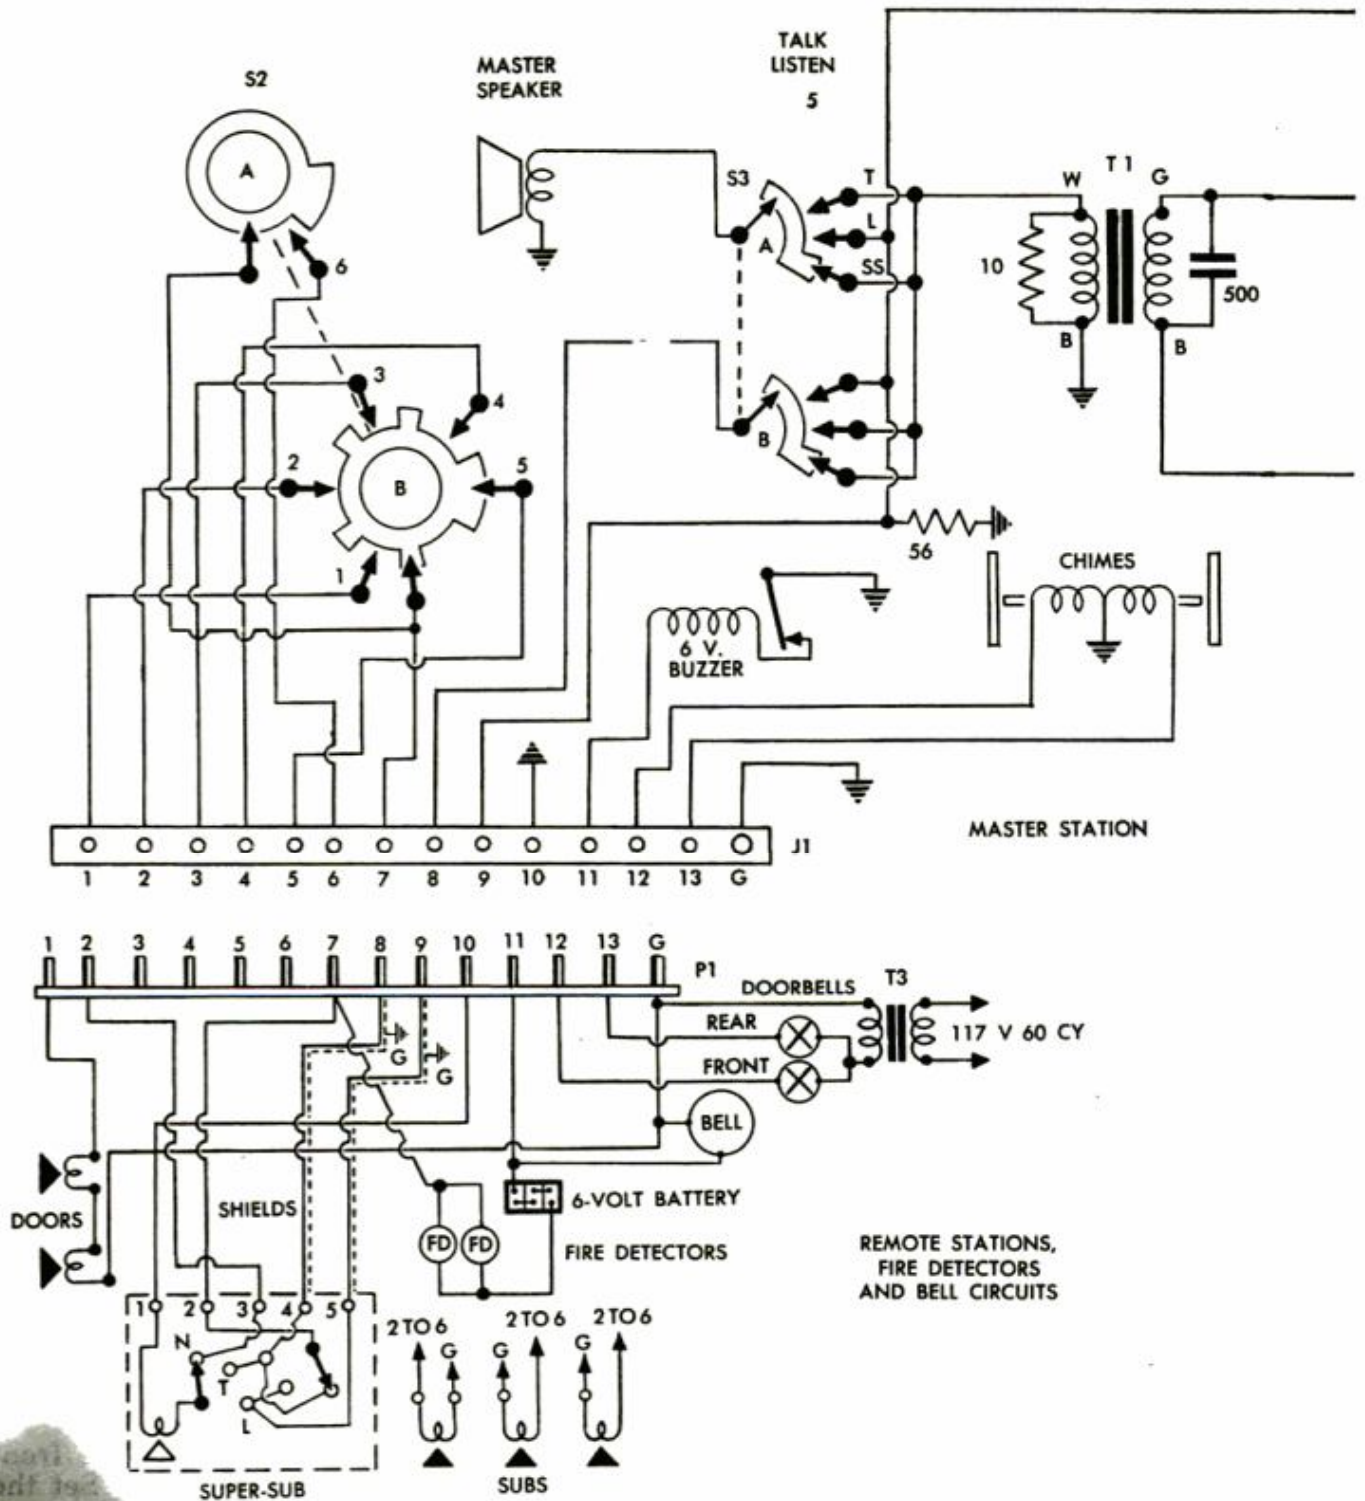 S2
A
6
3
4
2
B
5
1
MASTER
SPEAKER
TALK
LISTEN
5
S3
T
A
L
SS
B
W
T 1
G
10
500
B
B
56
CHIMES
6 V.
BUZZER
MASTER STATION
J1
1 2 3 4 5 6 7 8 9 10 11 12 13 G
1 2 3 4 5 6 7 8 9 10 11 12 13 G
P1
DOORBELLS
T3
REAR
117 V 60 CY
FRONT
G
G
BELL
6-VOLT BATTERY
SHIELDS
DOORS
FD FD
FIRE DETECTORS
REMOTE STATIONS,
FIRE DETECTORS
AND BELL CIRCUITS
1 2 3 4 5
N
T
L
2 TO 6
G
2 TO 6
G
2 TO 6
G
SUPER-SUB
SUBS